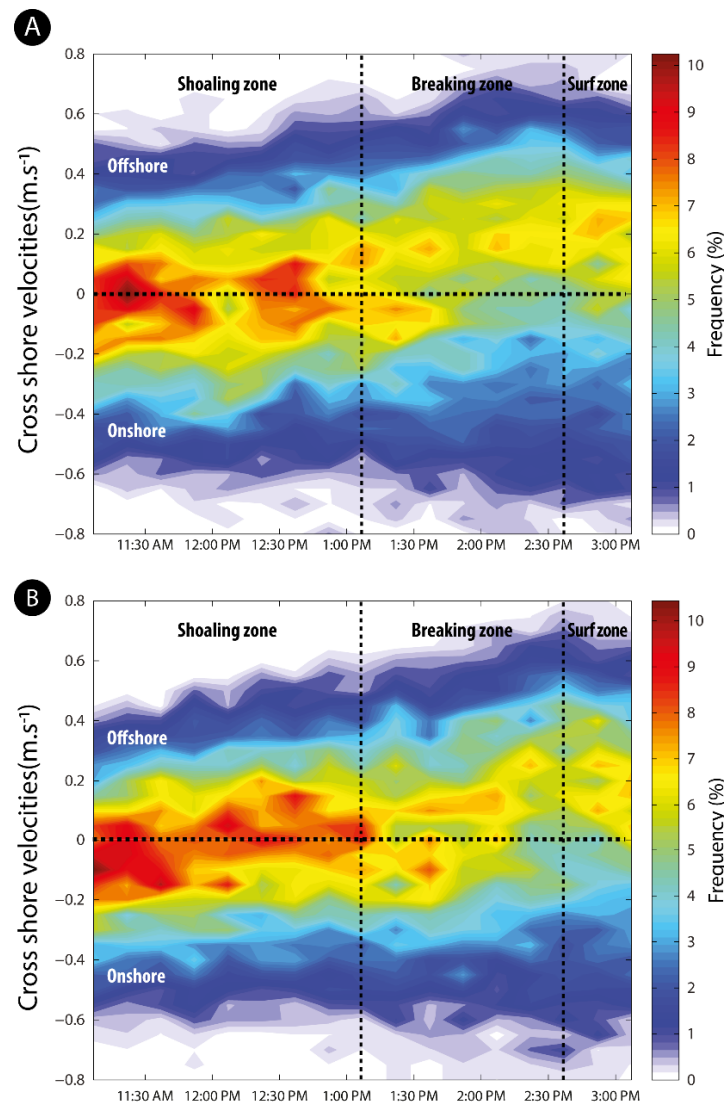 A
Shoaling zone Breaking zone Surf zone
Offshore
Onshore
Cross shore velocities(m.s⁻¹)
0.8
0.6
0.4
0.2
0
−0.2
−0.4
−0.6
−0.8
11:30 AM 12:00 PM 12:30 PM 1:00 PM 1:30 PM 2:00 PM 2:30 PM 3:00 PM
10
9
8
7
6
5
4
3
2
1
0
Frequency (%)
B
Shoaling zone Breaking zone Surf zone
Offshore
Onshore
Cross shore velocities(m.s⁻¹)
0.8
0.6
0.4
0.2
0
−0.2
−0.4
−0.6
−0.8
11:30 AM 12:00 PM 12:30 PM 1:00 PM 1:30 PM 2:00 PM 2:30 PM 3:00 PM
10
9
8
7
6
5
4
3
2
1
0
Frequency (%)